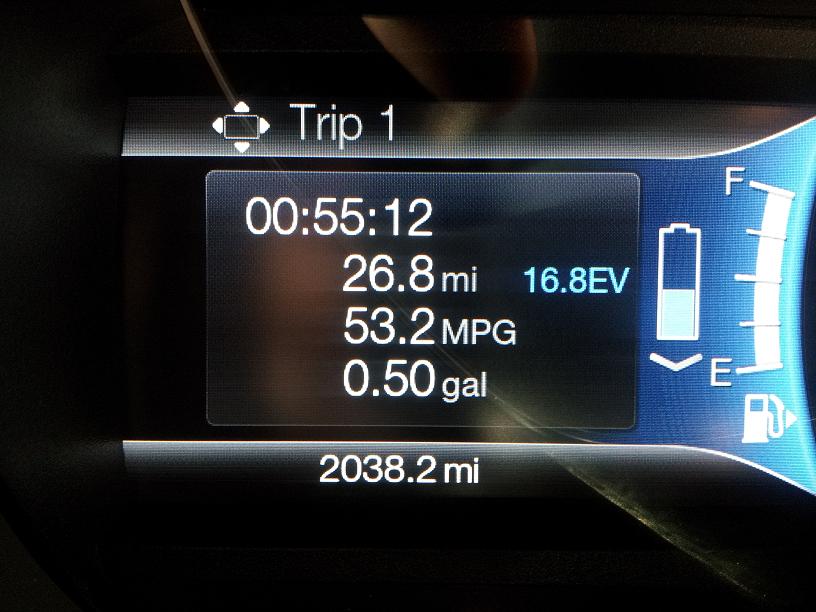 Trip 1
00:55:12
26.8 mi 16.8EV
53.2 MPG
0.50 gal
F
E
2038.2 mi